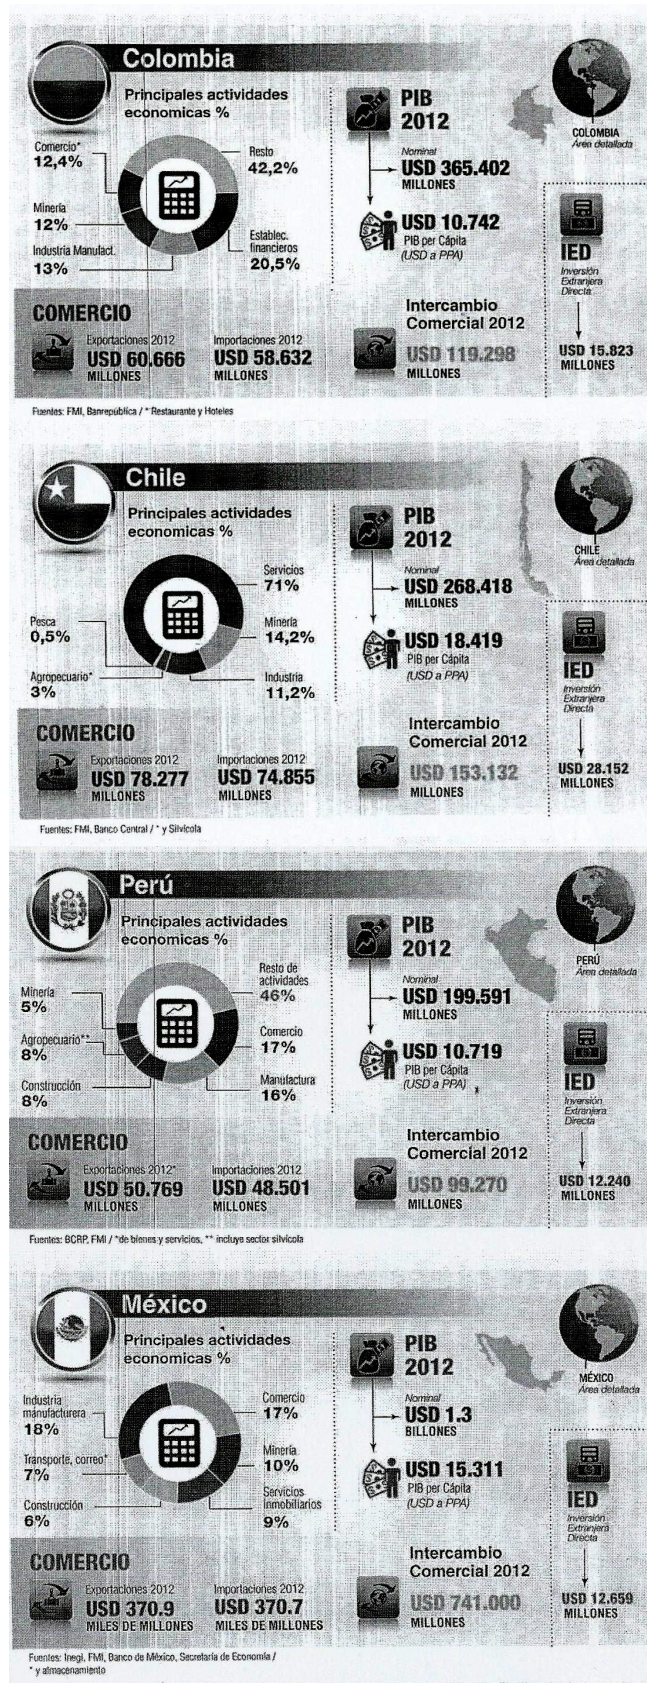 Colombia
Principales actividades
economicas %
Comercio*
12,4%
Minería
12%
Industria Manufact.
13%
Resto
42,2%
Establec.
financieros
20,5%
PIB
2012
Nominal
USD 365.402
MILLONES
USD 10.742
PIB per Cápita
(USD a PPA)
COLOMBIA
Área detallada
IED
Inversión
Extranjera
Directa
USD 15.823
MILLONES
COMERCIO
Exportaciones 2012
USD 60.666
MILLONES
Importaciones 2012
USD 58.632
MILLONES
Intercambio
Comercial 2012
USD 119.298
MILLONES
Fuentes: FMI, Banrepública / * Restaurante y Hoteles
Chile
Principales actividades
economicas %
Pesca
0,5%
Agropecuario*
3%
Servicios
71%
Minería
14,2%
Industria
11,2%
PIB
2012
Nominal
USD 268.418
MILLONES
USD 18.419
PIB per Cápita
(USD a PPA)
CHILE
Área detallada
IED
Inversión
Extranjera
Directa
USD 28.152
MILLONES
COMERCIO
Exportaciones 2012
USD 78.277
MILLONES
Importaciones 2012
USD 74.855
MILLONES
Intercambio
Comercial 2012
USD 153.132
MILLONES
Fuentes: FMI, Banco Central / * y Silvícola
Perú
Principales actividades
economicas %
Minería
5%
Agropecuario**
8%
Construcción
8%
Resto de
actividades
46%
Comercio
17%
Manufactura
16%
PIB
2012
Nominal
USD 199.591
MILLONES
USD 10.719
PIB per Cápita
(USD a PPA)
PERÚ
Área detallada
IED
Inversión
Extranjera
Directa
USD 12.240
MILLONES
COMERCIO
Exportaciones 2012*
USD 50.769
MILLONES
Importaciones 2012
USD 48.501
MILLONES
Intercambio
Comercial 2012
USD 99.270
MILLONES
Fuentes: BCRP, FMI / *de bienes y servicios, ** incluye sector silvícola
México
Principales actividades
economicas %
Industria
manufacturera
18%
Transporte, correo*
7%
Construcción
6%
Comercio
17%
Minería
10%
Servicios
Inmobiliarios
9%
PIB
2012
Nominal
USD 1.3
BILLONES
USD 15.311
PIB per Cápita
(USD a PPA)
MÉXICO
Área detallada
IED
Inversión
Extranjera
Directa
USD 12.659
MILLONES
COMERCIO
Exportaciones 2012
USD 370.9
MILES DE MILLONES
Importaciones 2012
USD 370.7
MILES DE MILLONES
Intercambio
Comercial 2012
USD 741.000
MILLONES
Fuentes: Inegi, FMI, Banco de México, Secretaría de Economía /
* y almacenamiento